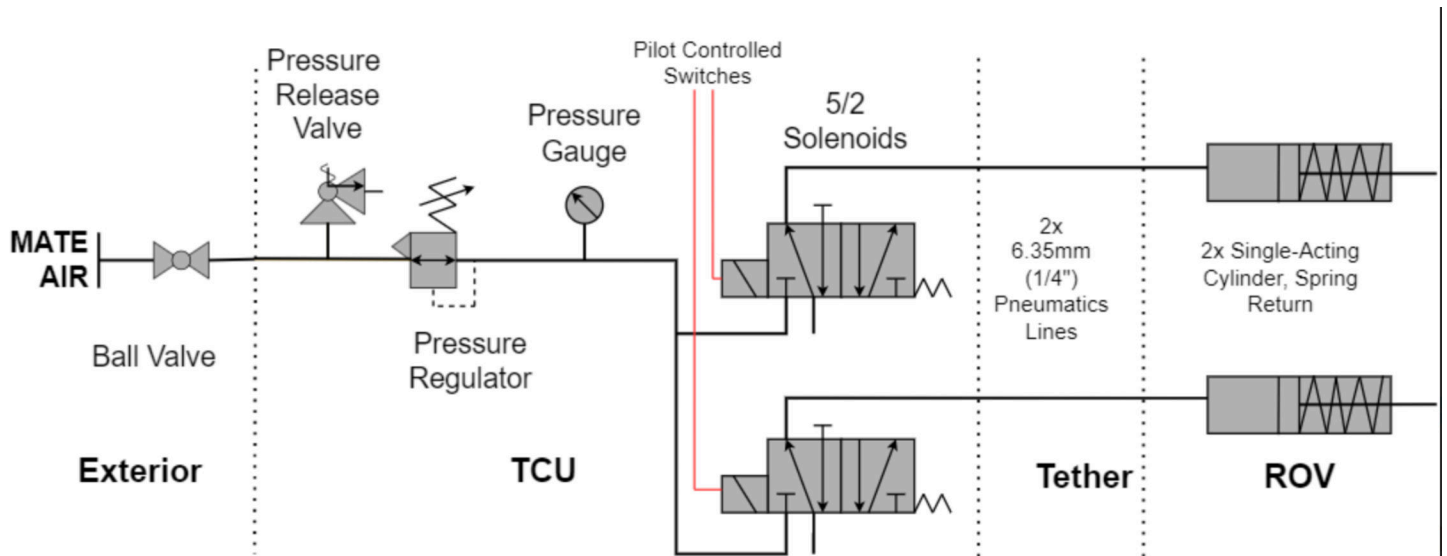 Pressure
Release
Valve
Pressure
Gauge
Pilot Controlled
Switches
5/2
Solenoids
MATE
AIR
Ball Valve
Pressure
Regulator
2x
6.35mm
(1/4")
Pneumatics
Lines
2x Single-Acting
Cylinder, Spring
Return
Exterior
TCU
Tether
ROV